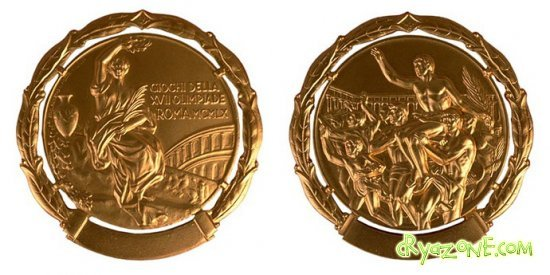 GIOCHI DELLA
XVII OLIMPIADE
ROMA MCMLX
CRYAZONE.COM